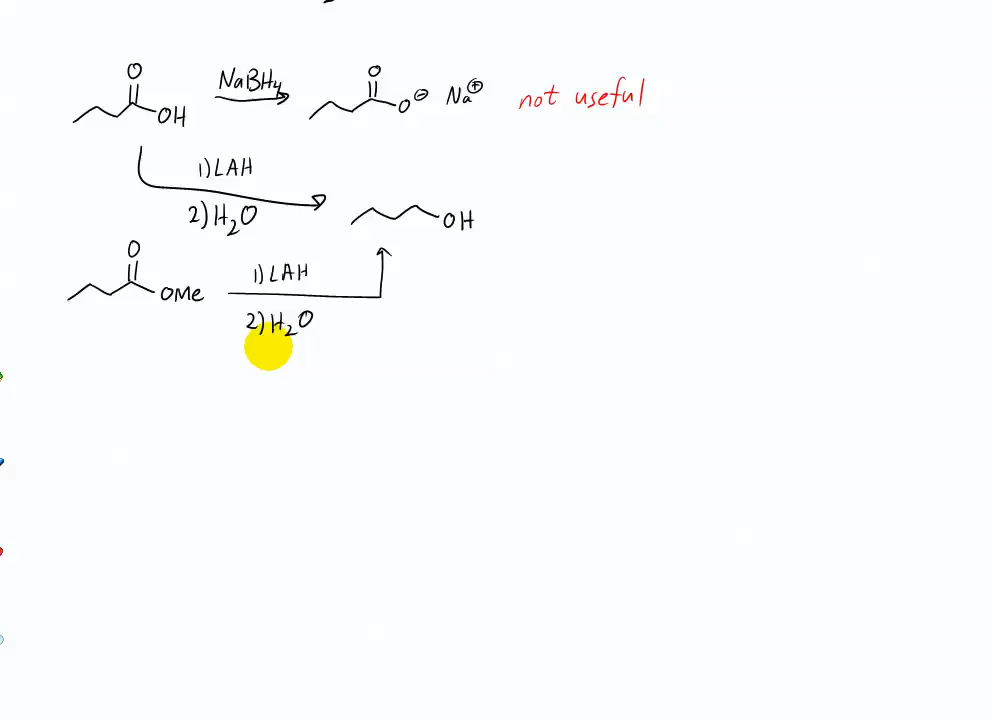 O NaBH4 O
OH O⊖ Na⊕ not useful
1) LAH
2) H2O OH
O 1) LAH
OMe
2) H2O